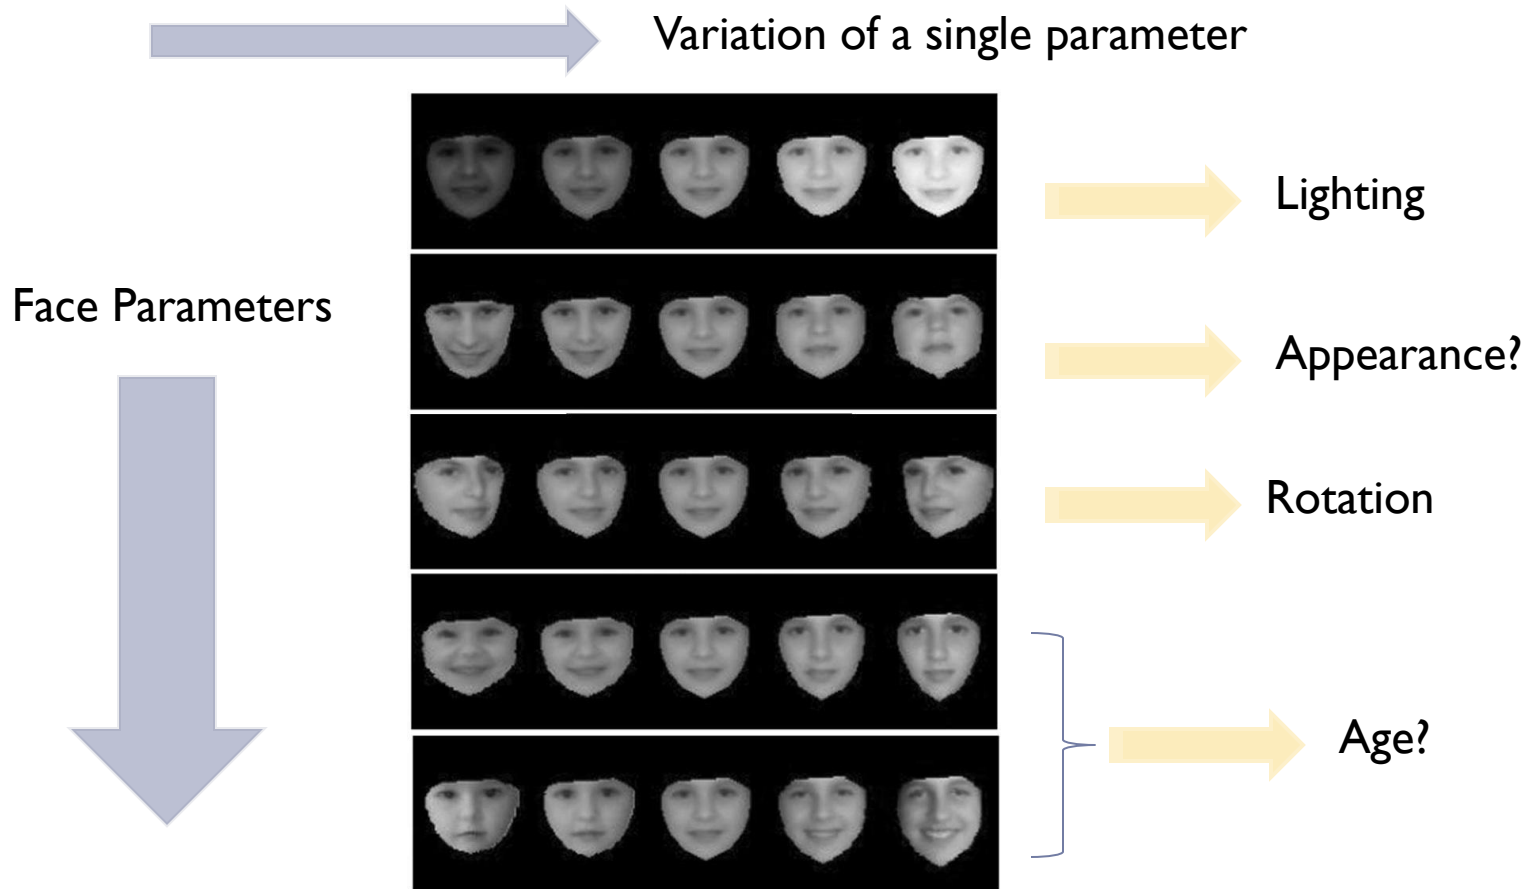 Variation of a single parameter
Lighting
Face Parameters
Appearance?
Rotation
Age?